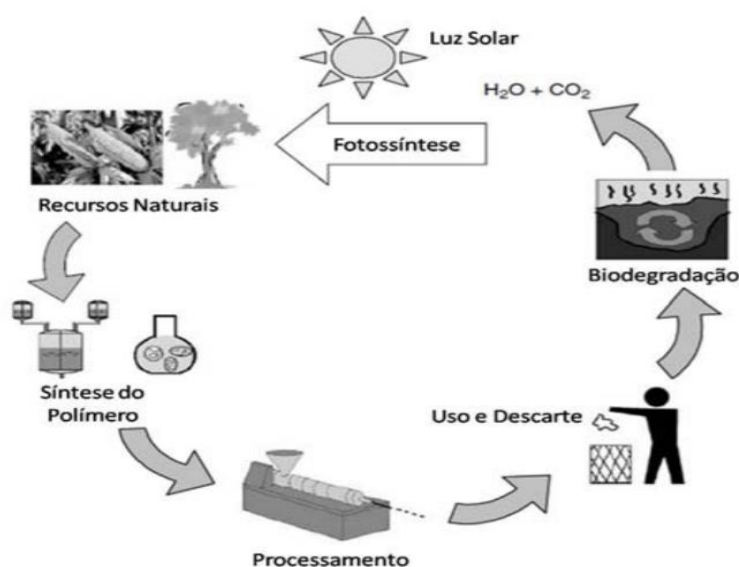 Luz Solar
H₂O + CO₂
Fotossíntese
Recursos Naturais
Biodegradação
Síntese do
Polímero
Uso e Descarte
Processamento